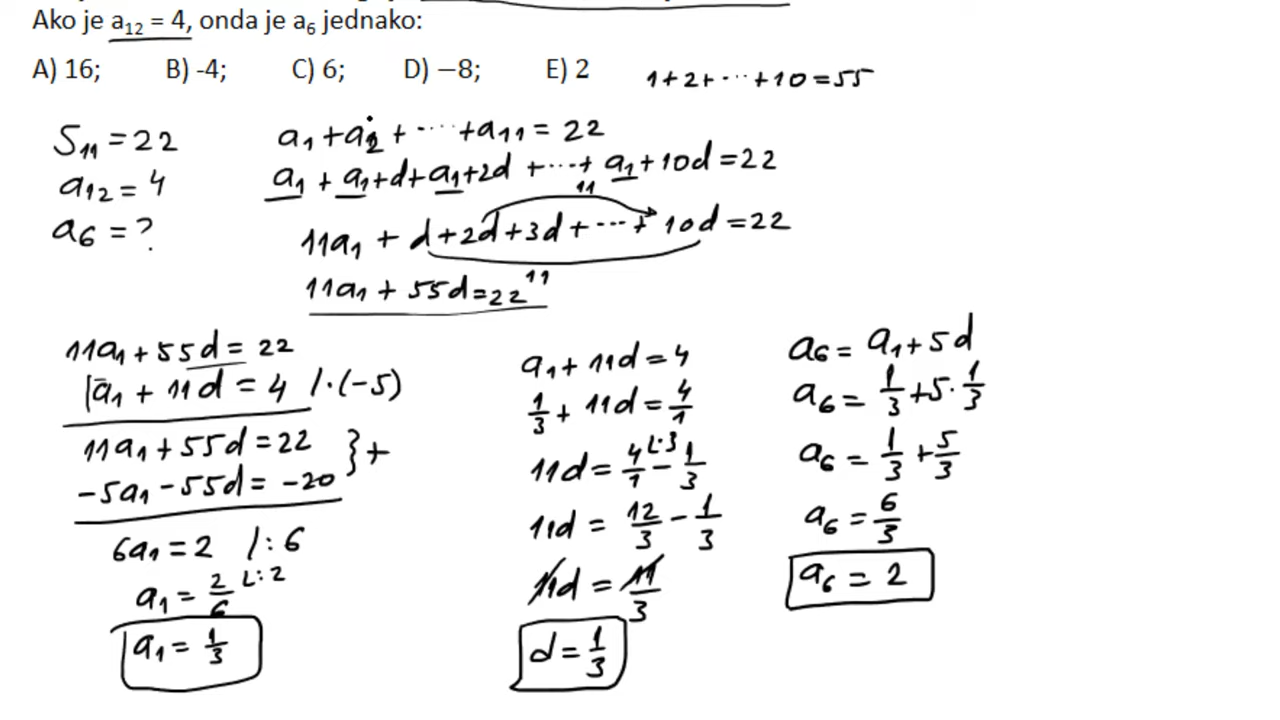 Ako je a₁₂ = 4, onda je a₆ jednako:
A) 16; B) -4; C) 6; D) −8; E) 2
1+2+...+10=55
S₁₁=22
a₁₂=4
a₆=?
a₁+a₂+...+a₁₁=22
a₁+a₁+d+a₁+2d+...+a₁+10d=22
11
11a₁+d+2d+3d+...+10d=22
11a₁+55d=22
11
11a₁+55d=22
a₁+11d=4 /·(-5)
11a₁+55d=22 }+
-5a₁-55d=-20
6a₁=2 /:6
a₁=2/6 L:2
a₁=1/3
a₁+11d=4
1/3+11d=4/1
11d=4/1 L·3 -1/3
11d=12/3-1/3
11d=11/3
d=1/3
a₆=a₁+5d
a₆=1/3+5·1/3
a₆=1/3+5/3
a₆=6/3
a₆=2